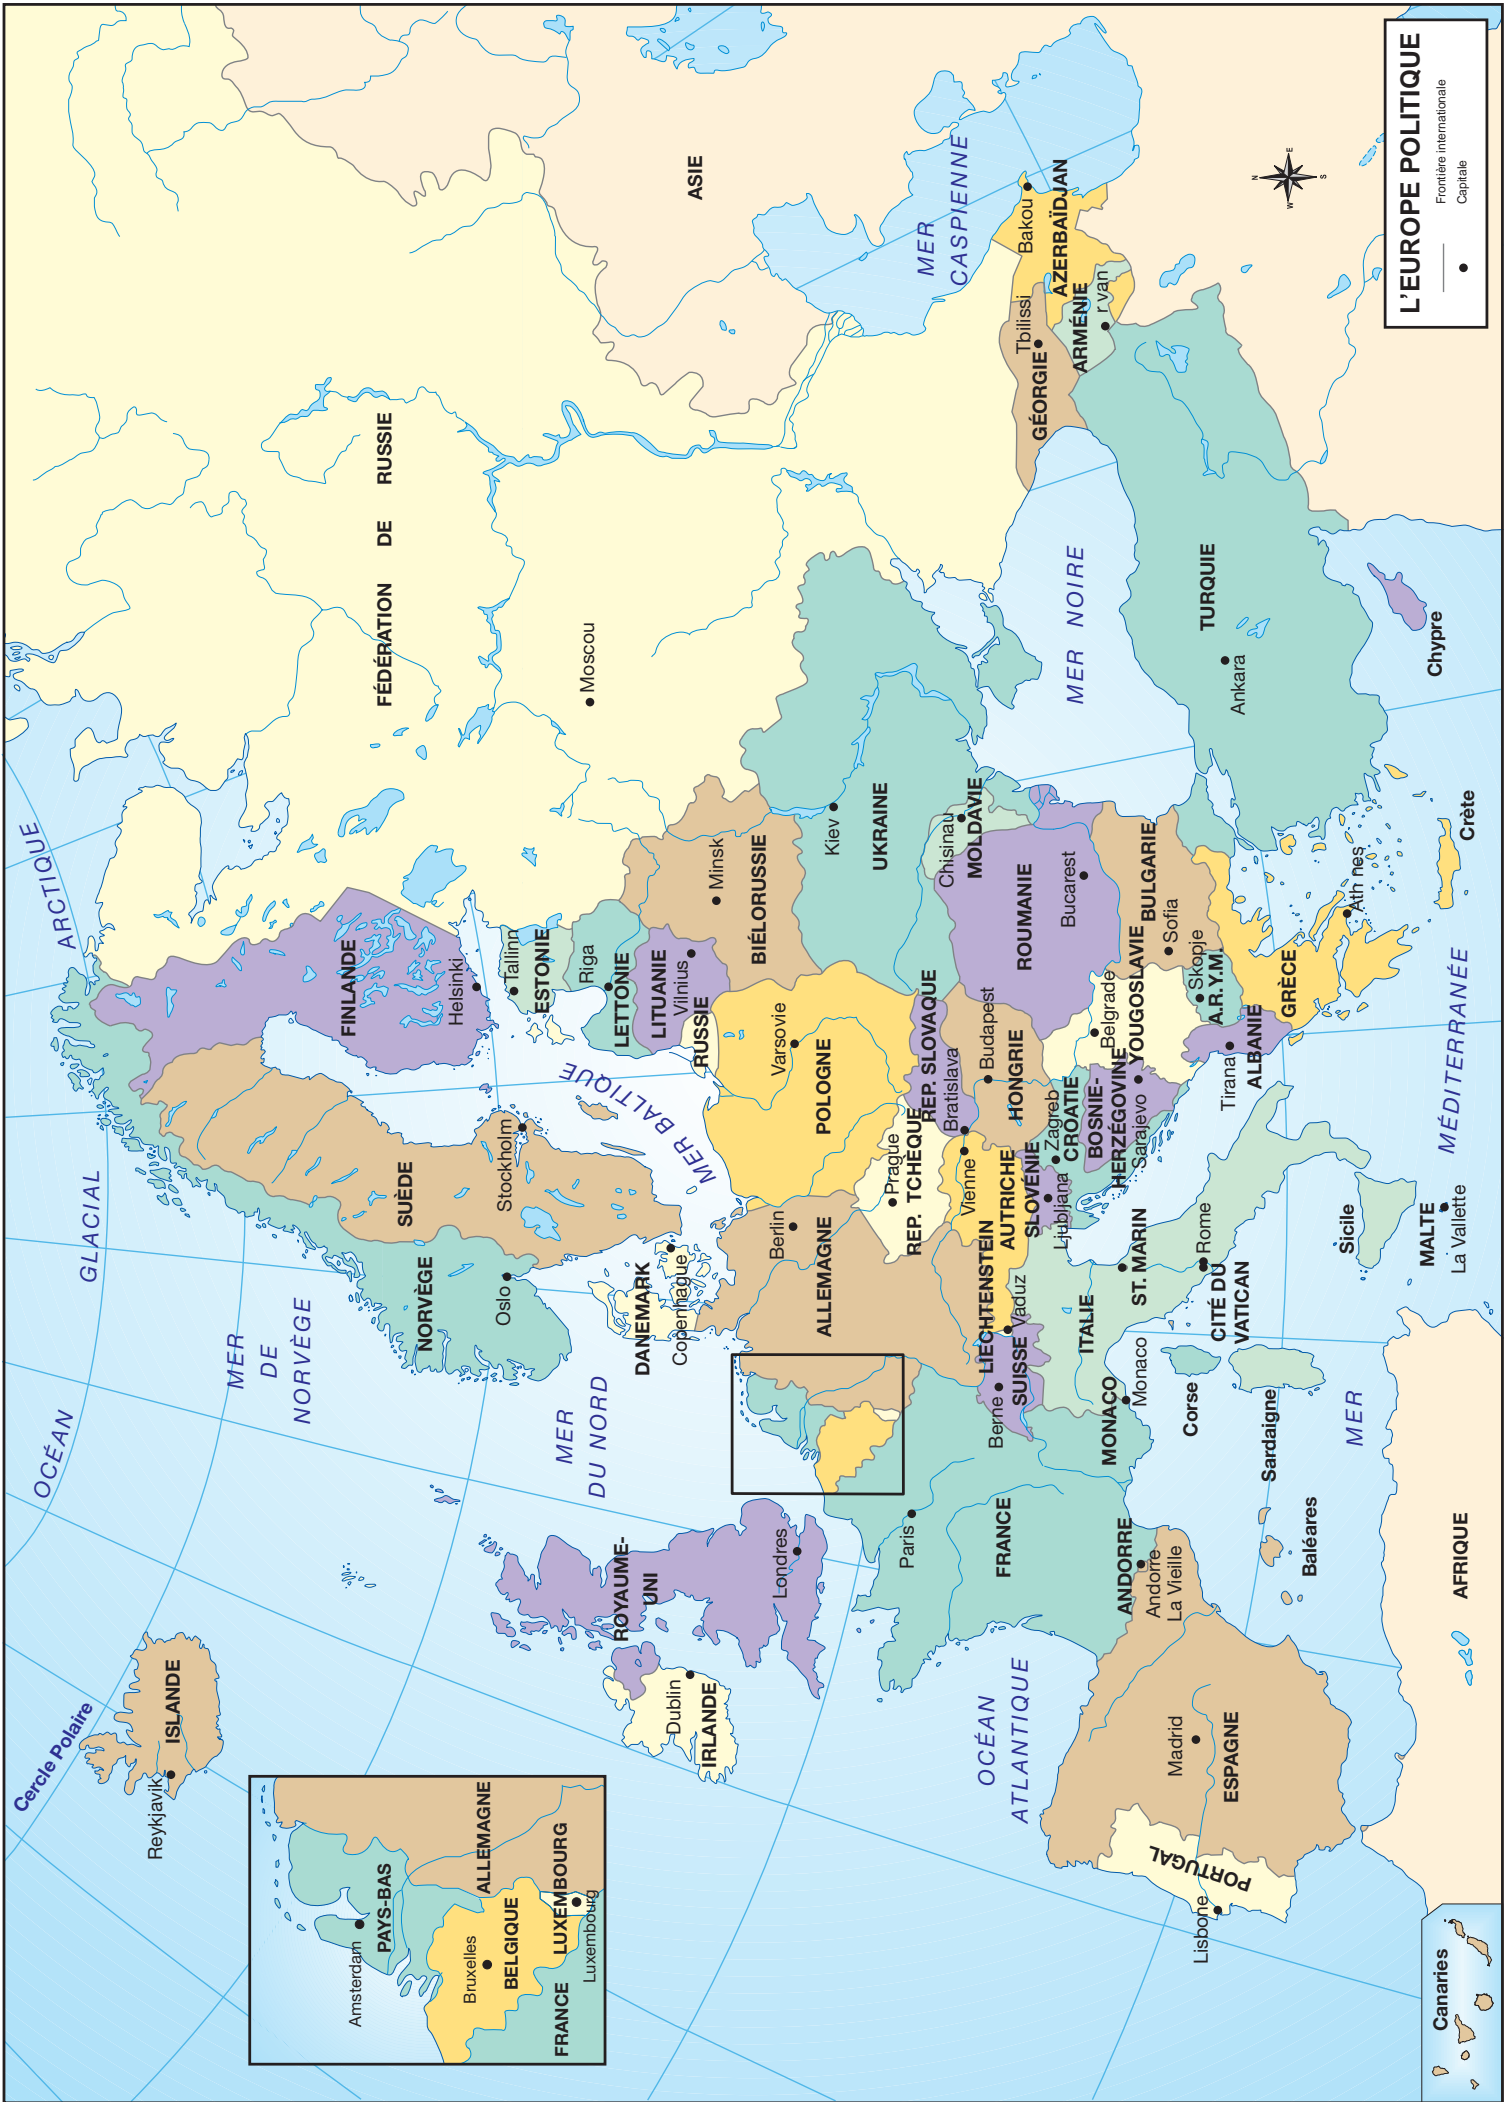 L'EUROPE POLITIQUE
Frontière internationale
Capitale
N
W
E
S
Cercle Polaire
OCÉAN
GLACIAL
ARCTIQUE
MER
DE
NORVÈGE
MER
DU NORD
MER BALTIQUE
OCÉAN
ATLANTIQUE
MER
MÉDITERRANÉE
MER NOIRE
MER
CASPIENNE
ASIE
AFRIQUE
ISLANDE
Reykjavik
NORVÈGE
Oslo
SUÈDE
Stockholm
FINLANDE
Helsinki
FÉDÉRATION DE RUSSIE
Moscou
Tallinn
ESTONIE
Riga
LETTONIE
LITUANIE
Vilnius
RUSSIE
Minsk
BIÉLORUSSIE
DANEMARK
Copenhague
ROYAUME-
UNI
Londres
Dublin
IRLANDE
Varsovie
POLOGNE
Berlin
ALLEMAGNE
Prague
REP. TCHÈQUE
REP. SLOVAQUE
Bratislava
Kiev
UKRAINE
Chisinau
MOLDAVIE
Vienne
AUTRICHE
Budapest
HONGRIE
ROUMANIE
Bucarest
LIECHTENSTEIN
Vaduz
Berne
SUISSE
SLOVÉNIE
Ljubljana
Zagreb
CROATIE
BOSNIE-
HERZÉGOVINE
Sarajevo
Belgrade
YOUGOSLAVIE
BULGARIE
Sofia
Skopje
A.R.Y.M.
Tirana
ALBANIE
GRÈCE
Ath nes
Crète
Paris
FRANCE
MONACO
Monaco
ITALIE
ST. MARIN
Rome
CITÉ DU
VATICAN
Corse
Sardaigne
Sicile
MALTE
La Vallette
ANDORRE
Andorre
La Vieille
Baléares
Madrid
ESPAGNE
PORTUGAL
Lisbone
Canaries
TURQUIE
Ankara
Chypre
Tbilissi
GÉORGIE
ARMÉNIE
r van
Bakou
AZERBAÏDJAN
Amsterdam
PAYS-BAS
ALLEMAGNE
Bruxelles
BELGIQUE
LUXEMBOURG
Luxembourg
FRANCE